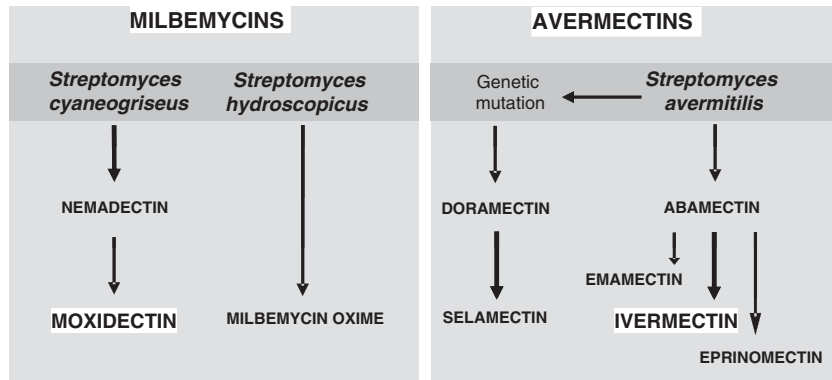 MILBEMYCINS
Streptomyces
cyaneogriseus
Streptomyces
hydroscopicus
NEMADECTIN
MOXIDECTIN
MILBEMYCIN OXIME
AVERMECTINS
Genetic
mutation
Streptomyces
avermitilis
DORAMECTIN
ABAMECTIN
EMAMECTIN
SELAMECTIN
IVERMECTIN
EPRINOMECTIN